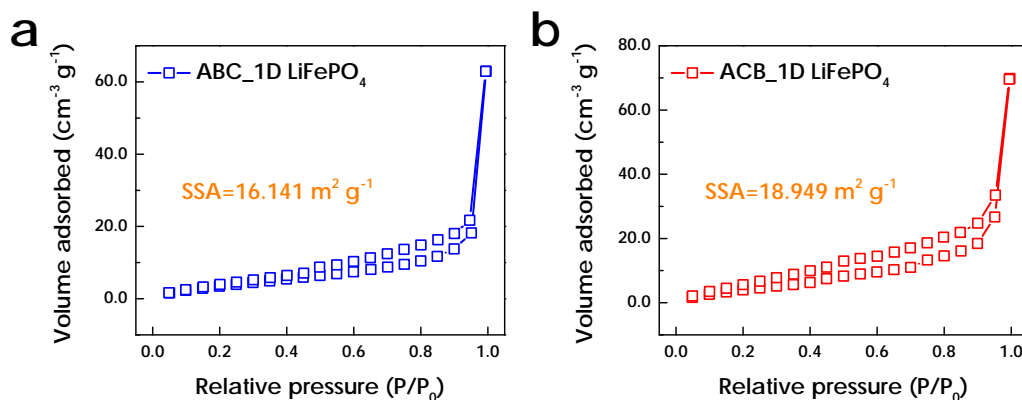 a
ABC_1D LiFePO4
SSA=16.141 m2 g-1
Volume adsorbed (cm-3 g-1)
60.0
40.0
20.0
0.0
0.0 0.2 0.4 0.6 0.8 1.0
Relative pressure (P/P0)
b
ACB_1D LiFePO4
SSA=18.949 m2 g-1
Volume adsorbed (cm-3 g-1)
80.0
60.0
40.0
20.0
0.0
0.0 0.2 0.4 0.6 0.8 1.0
Relative pressure (P/P0)